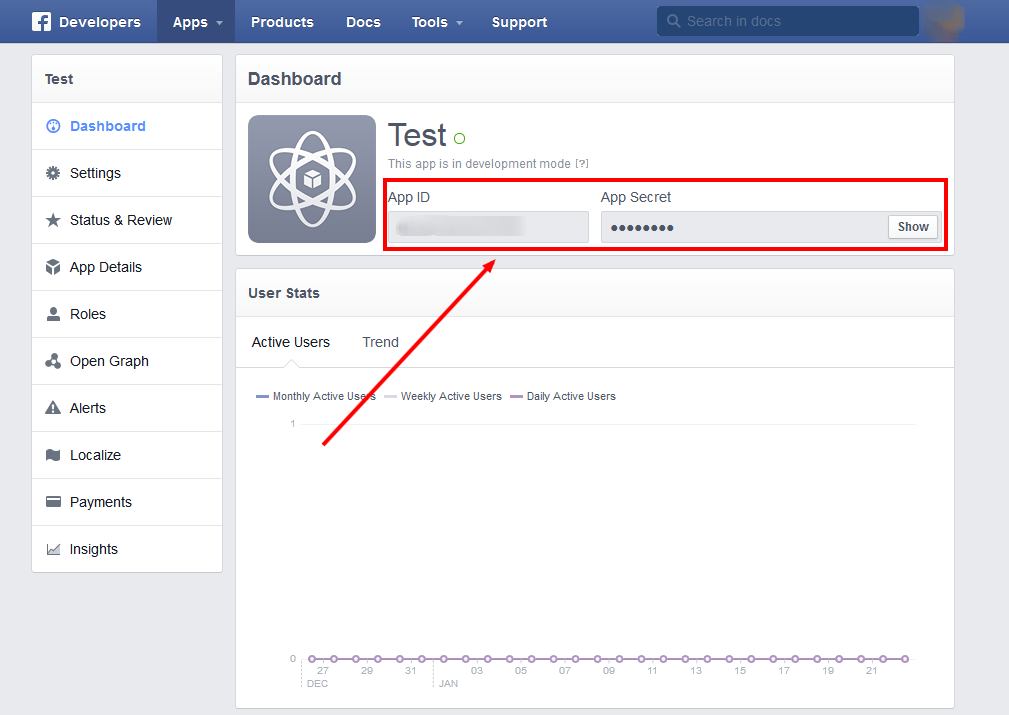 Developers Apps Products Docs Tools Support Search in docs
Test
Dashboard
Settings
Status & Review
App Details
Roles
Open Graph
Alerts
Localize
Payments
Insights
Dashboard
Test
This app is in development mode [?]
App ID App Secret
●●●●●●●● Show
User Stats
Active Users Trend
Monthly Active Users Weekly Active Users Daily Active Users
1
0
27 29 31 03 05 07 09 11 13 15 17 19 21
DEC JAN